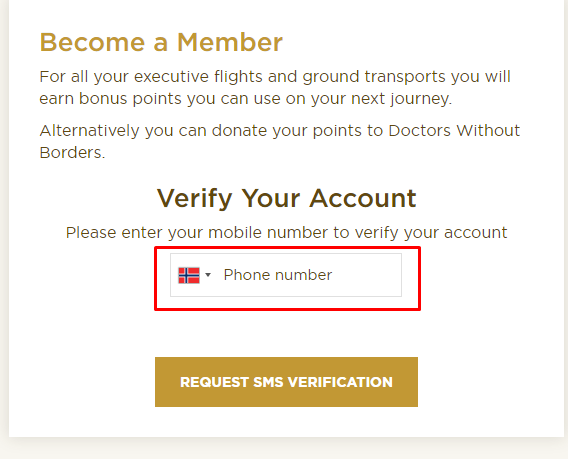 Become a Member
For all your executive flights and ground transports you will
earn bonus points you can use on your next journey.
Alternatively you can donate your points to Doctors Without
Borders.
Verify Your Account
Please enter your mobile number to verify your account
Phone number
REQUEST SMS VERIFICATION